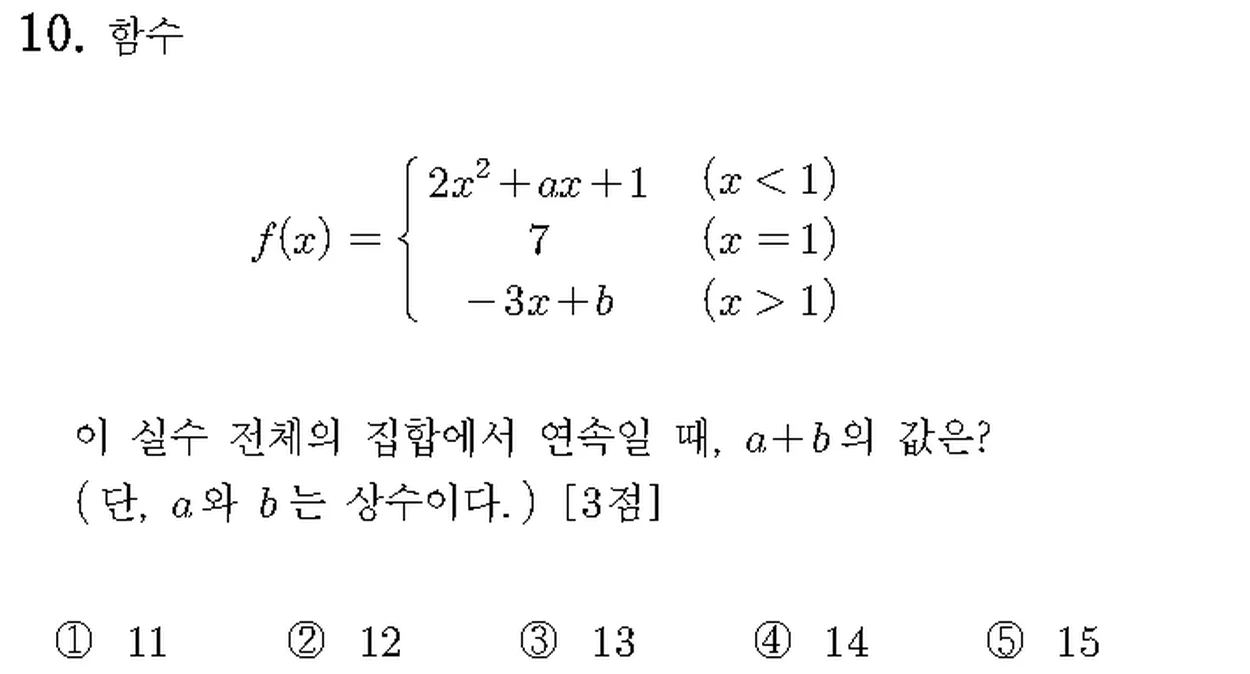 10. 함수
f(x) = { 2x² + ax + 1 (x < 1)
7 (x = 1)
−3x + b (x > 1)
이 실수 전체의 집합에서 연속일 때, a+b의 값은?
(단, a와 b는 상수이다.) [3점]
① 11 ② 12 ③ 13 ④ 14 ⑤ 15